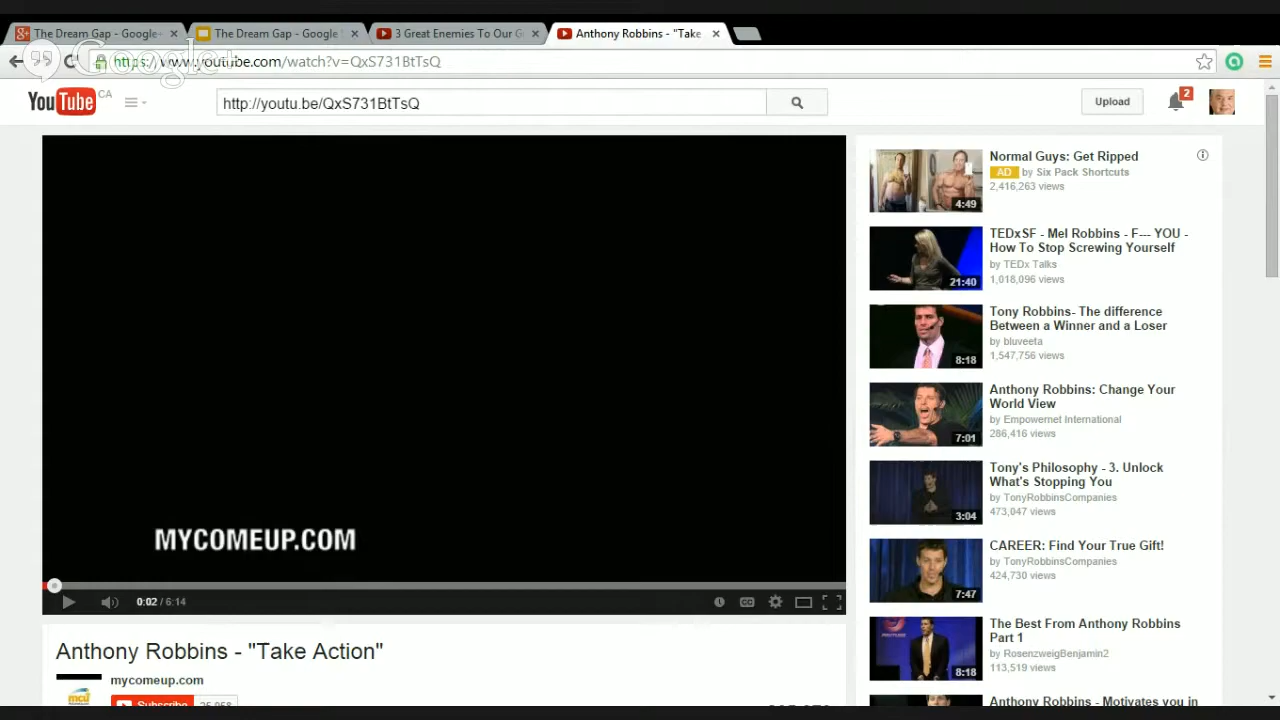 The Dream Gap - Google+
The Dream Gap - Google
3 Great Enemies To Our G
Anthony Robbins - "Take
Google+
https://www.youtube.com/watch?v=QxS731BtTsQ
YouTube CA
http://youtu.be/QxS731BtTsQ
Upload
2
MYCOMEUP.COM
0:02 / 6:14
CC
Anthony Robbins - "Take Action"
mycomeup.com
Subscribe
Normal Guys: Get Ripped
AD by Six Pack Shortcuts
2,416,263 views
4:49
TEDxSF - Mel Robbins - F--- YOU -
How To Stop Screwing Yourself
by TEDx Talks
1,018,096 views
21:40
Tony Robbins- The difference
Between a Winner and a Loser
by bluveeta
1,547,756 views
8:18
Anthony Robbins: Change Your
World View
by Empowernet International
286,416 views
7:01
Tony's Philosophy - 3. Unlock
What's Stopping You
by TonyRobbinsCompanies
473,047 views
3:04
CAREER: Find Your True Gift!
by TonyRobbinsCompanies
424,730 views
7:47
The Best From Anthony Robbins
Part 1
by RosenzweigBenjamin2
113,519 views
8:18
Anthony Robbins - Motivates you in